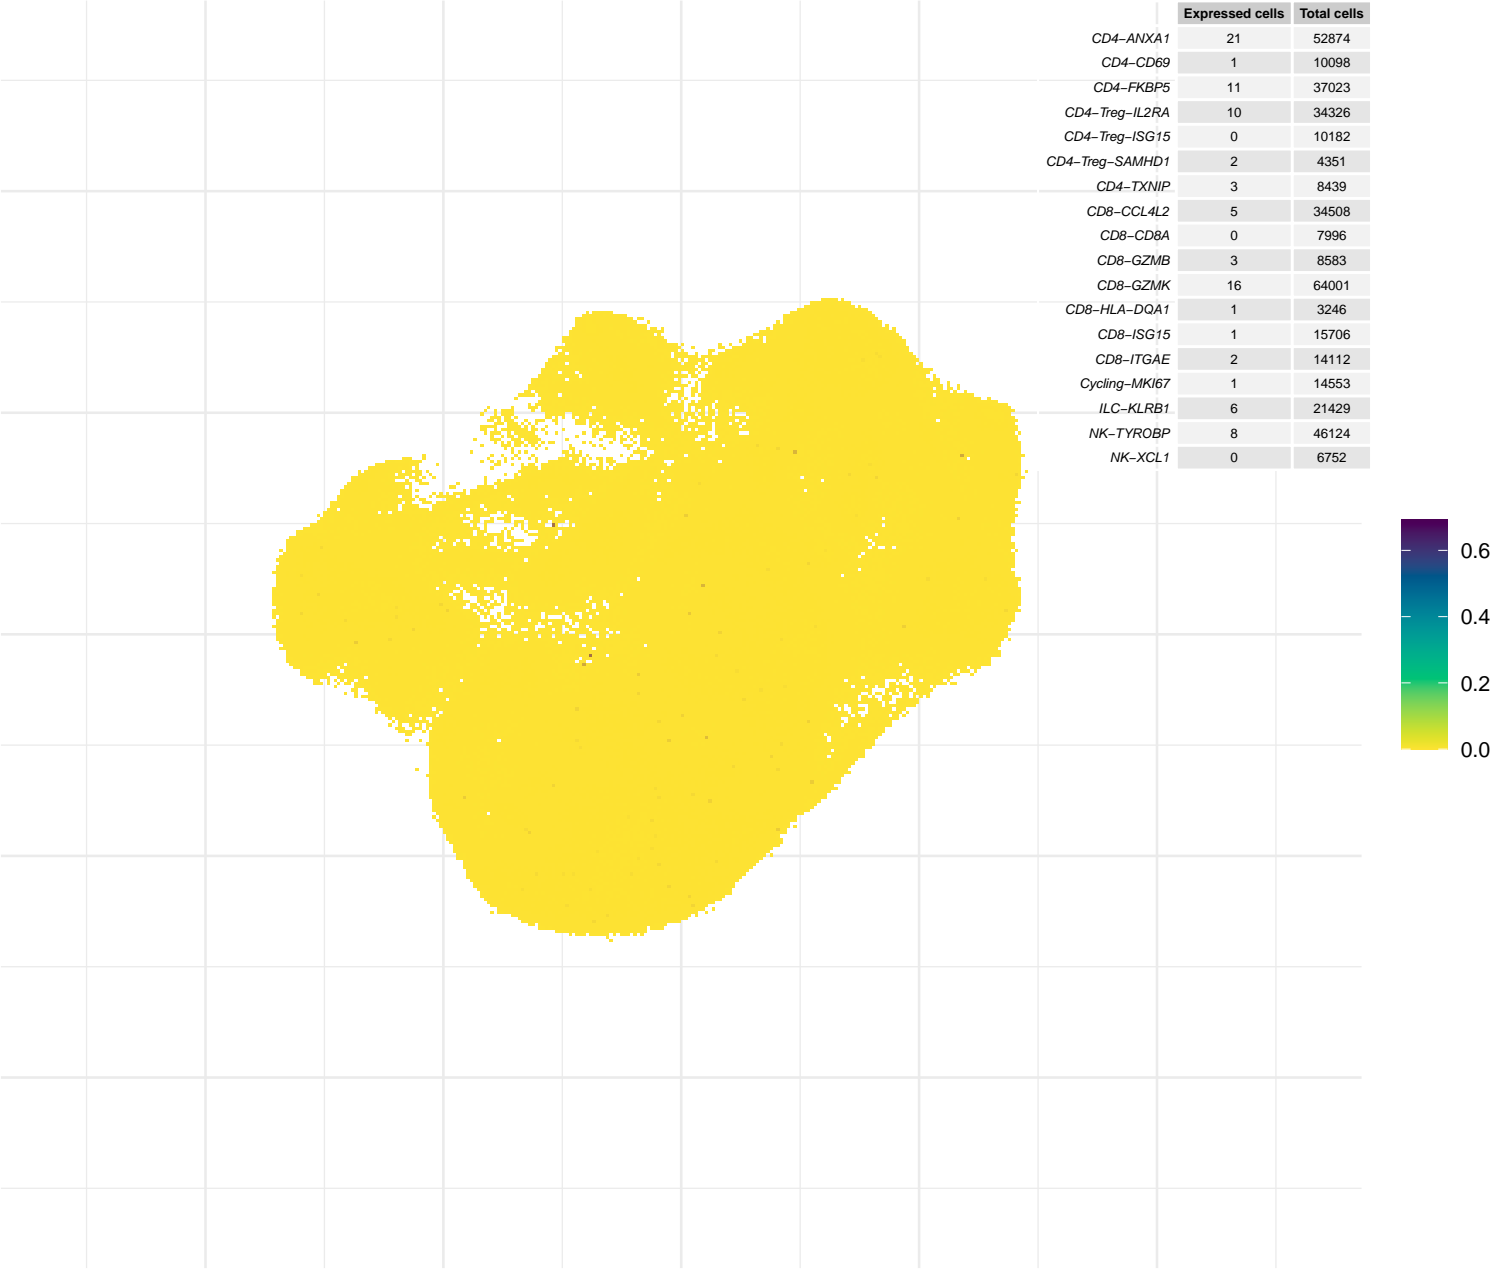 Expressed cells Total cells
CD4−ANXA1 21 52874
CD4−CD69 1 10098
CD4−FKBP5 11 37023
CD4−Treg−IL2RA 10 34326
CD4−Treg−ISG15 0 10182
CD4−Treg−SAMHD1 2 4351
CD4−TXNIP 3 8439
CD8−CCL4L2 5 34508
CD8−CD8A 0 7996
CD8−GZMB 3 8583
CD8−GZMK 16 64001
CD8−HLA−DQA1 1 3246
CD8−ISG15 1 15706
CD8−ITGAE 2 14112
Cycling−MKI67 1 14553
ILC−KLRB1 6 21429
NK−TYROBP 8 46124
NK−XCL1 0 6752
0.6
0.4
0.2
0.0